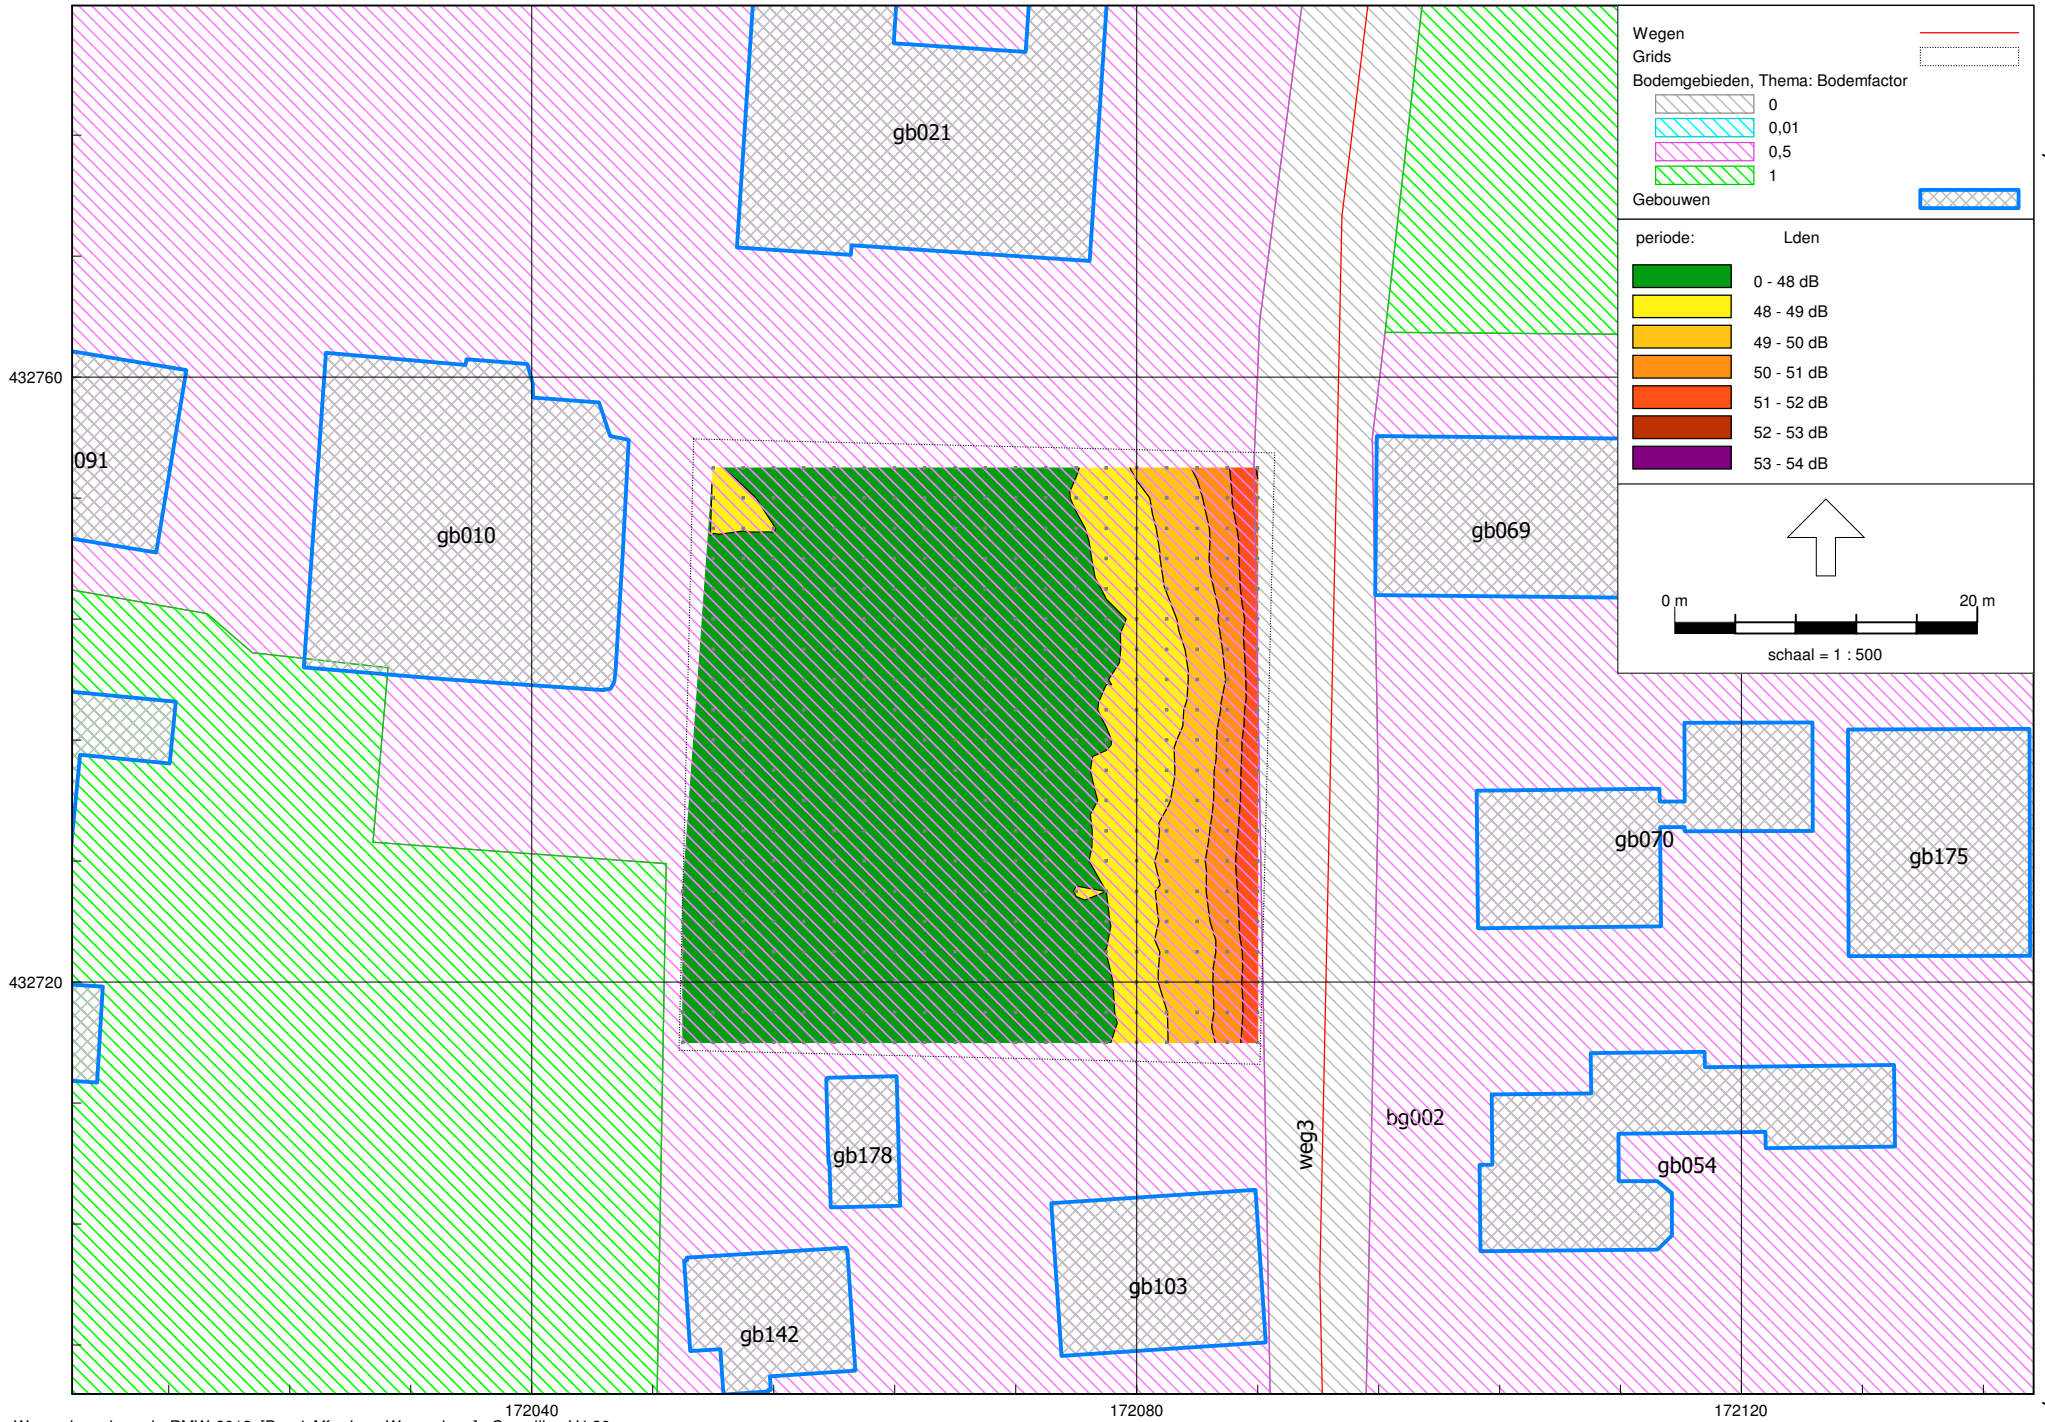 Wegen
Grids
Bodemgebieden, Thema: Bodemfactor
0
0,01
0,5
1
Gebouwen
periode: Lden
0 - 48 dB
48 - 49 dB
49 - 50 dB
50 - 51 dB
51 - 52 dB
52 - 53 dB
53 - 54 dB
0 m 20 m
schaal = 1 : 500
gb021
432760
091
gb010
gb069
gb070
gb175
432720
weg3
bg002
gb178
gb054
gb103
gb142
172040
172080
172120